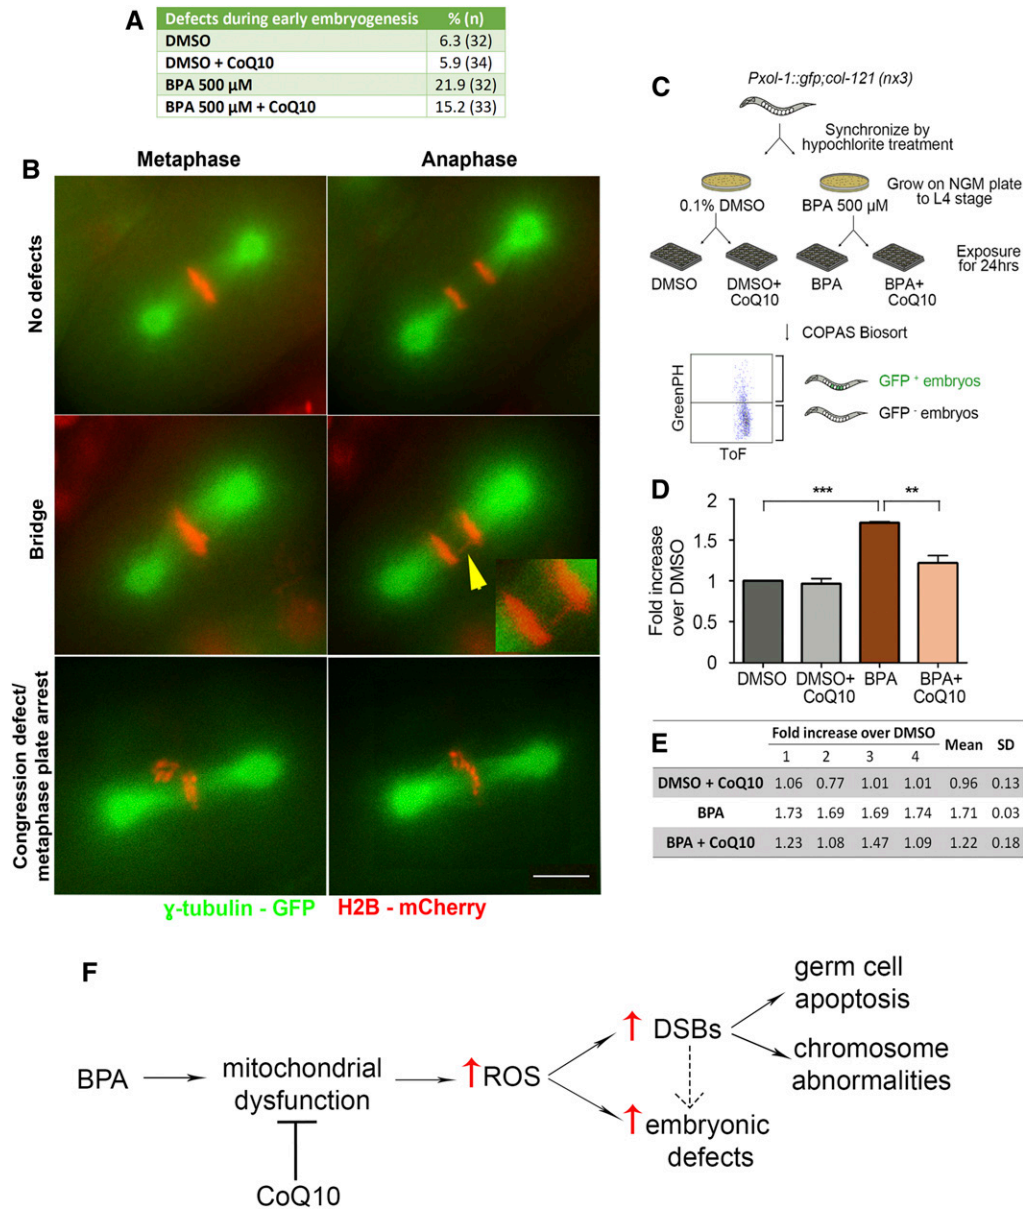 A
Defects during early embryogenesis % (n)
DMSO 6.3 (32)
DMSO + CoQ10 5.9 (34)
BPA 500 µM 21.9 (32)
BPA 500 µM + CoQ10 15.2 (33)
B
Metaphase Anaphase
No defects
Bridge
Congression defect/
metaphase plate arrest
ɣ-tubulin - GFP H2B - mCherry
C
Pxol-1::gfp;col-121 (nx3)
Synchronize by
hypochlorite treatment
Grow on NGM plate
to L4 stage
0.1% DMSO BPA 500 µM
Exposure
for 24hrs
DMSO DMSO+ BPA BPA+
CoQ10 CoQ10
COPAS Biosort
GreenPH
ToF
GFP + embryos
GFP - embryos
D
Fold increase
over DMSO
2
1.5
1
0.5
0
*** **
DMSO DMSO+ BPA BPA+
CoQ10 CoQ10
E
Fold increase over DMSO Mean SD
1 2 3 4
DMSO + CoQ10 1.06 0.77 1.01 1.01 0.96 0.13
BPA 1.73 1.69 1.69 1.74 1.71 0.03
BPA + CoQ10 1.23 1.08 1.47 1.09 1.22 0.18
F
BPA
mitochondrial
dysfunction
CoQ10
↑ROS
↑ DSBs
↑embryonic
defects
germ cell
apoptosis
chromosome
abnormalities